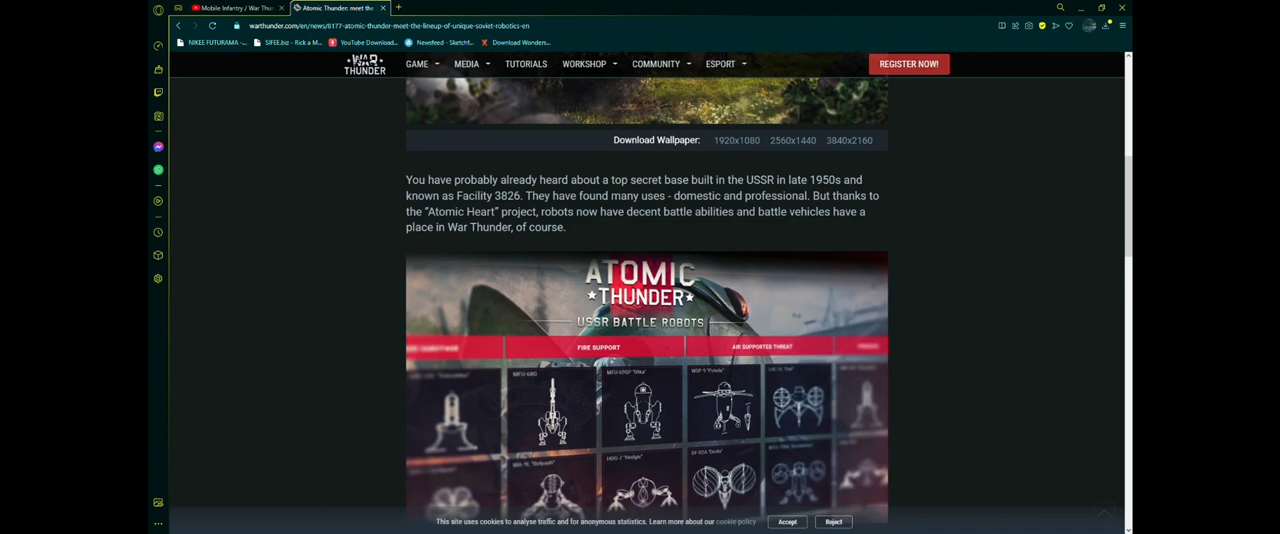 Mobile Infantry / War Thun
Atomic Thunder: meet the
warthunder.com/en/news/8177-atomic-thunder-meet-the-lineup-of-unique-soviet-robotics-en
NIKEE FUTURAMA -...
SIFEE.biz - Rick a M...
YouTube Download...
Newsfeed - Sketchf...
Download Wonders...
WAR THUNDER
GAME
MEDIA
TUTORIALS
WORKSHOP
COMMUNITY
ESPORT
REGISTER NOW!
Download Wallpaper: 1920x1080 2560x1440 3840x2160
You have probably already heard about a top secret base built in the USSR in late 1950s and
known as Facility 3826. They have found many uses - domestic and professional. But thanks to
the “Atomic Heart” project, robots now have decent battle abilities and battle vehicles have a
place in War Thunder, of course.
ATOMIC
THUNDER
USSR BATTLE ROBOTS
FIRE SUPPORT
AIR SUPPORTED THREAT
MFU-68G
HOG-7 "Hedgie"
This site uses cookies to analyse traffic and for anonymous statistics. Learn more about our cookie policy
Accept
Reject